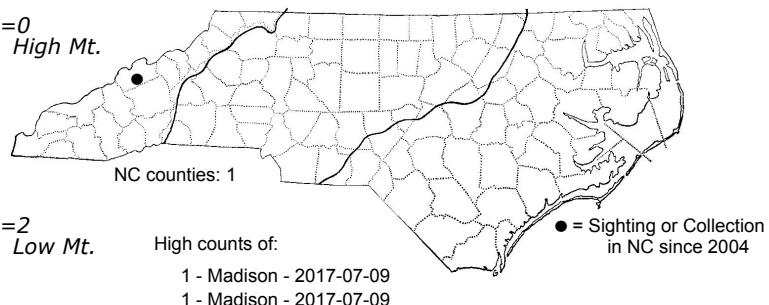 =0
High Mt.
NC counties: 1
=2
Low Mt.
High counts of:
1 - Madison - 2017-07-09
1 - Madison - 2017-07-09
● = Sighting or Collection
in NC since 2004